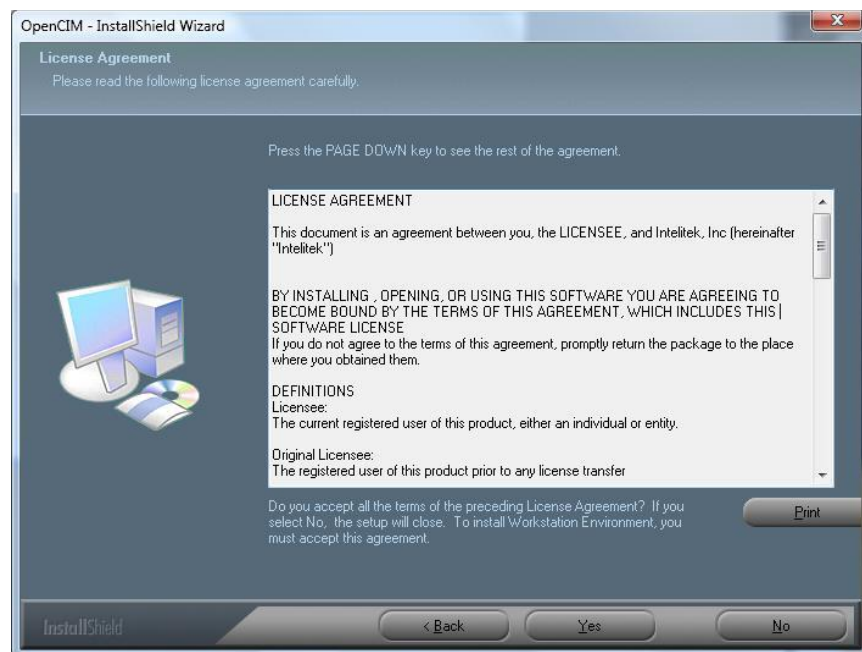 OpenCIM - InstallShield Wizard
License Agreement
Please read the following license agreement carefully.
Press the PAGE DOWN key to see the rest of the agreement.
LICENSE AGREEMENT
This document is an agreement between you, the LICENSEE, and Intelitek, Inc (hereinafter
"Intelitek")
BY INSTALLING , OPENING, OR USING THIS SOFTWARE YOU ARE AGREEING TO
BECOME BOUND BY THE TERMS OF THIS AGREEMENT, WHICH INCLUDES THIS
SOFTWARE LICENSE
If you do not agree to the terms of this agreement, promptly return the package to the place
where you obtained them.
DEFINITIONS
Licensee:
The current registered user of this product, either an individual or entity.
Original Licensee:
The registered user of this product prior to any license transfer
Do you accept all the terms of the preceding License Agreement? If you
select No, the setup will close. To install Workstation Environment, you
must accept this agreement.
Print
InstallShield
< Back
Yes
No